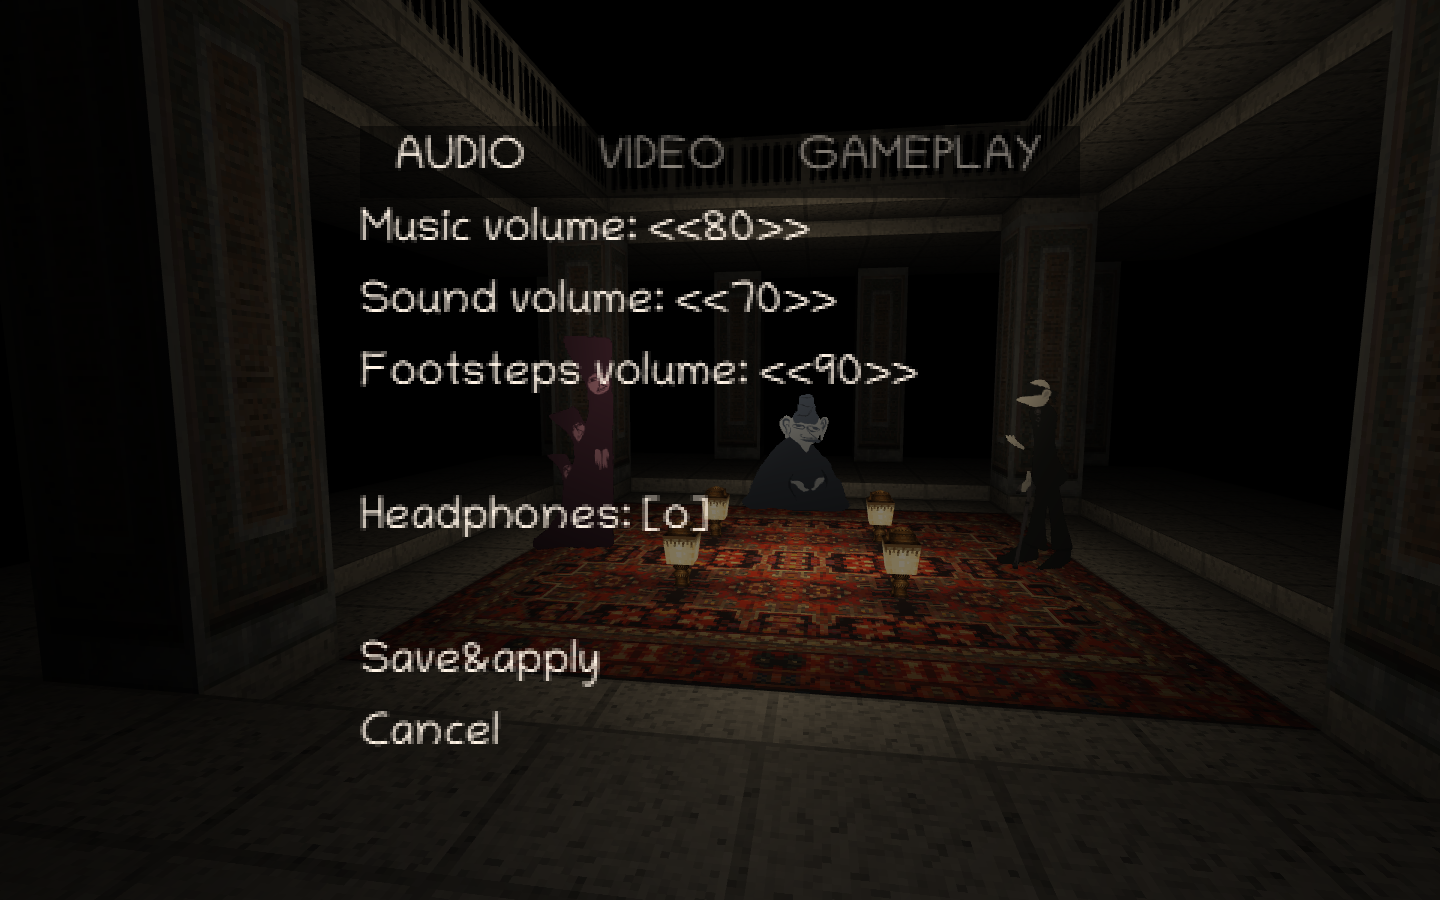 AUDIO VIDEO GAMEPLAY
Music volume: <<80>>
Sound volume: <<70>>
Footsteps volume: <<90>>
Headphones: [o]
Save&apply
Cancel